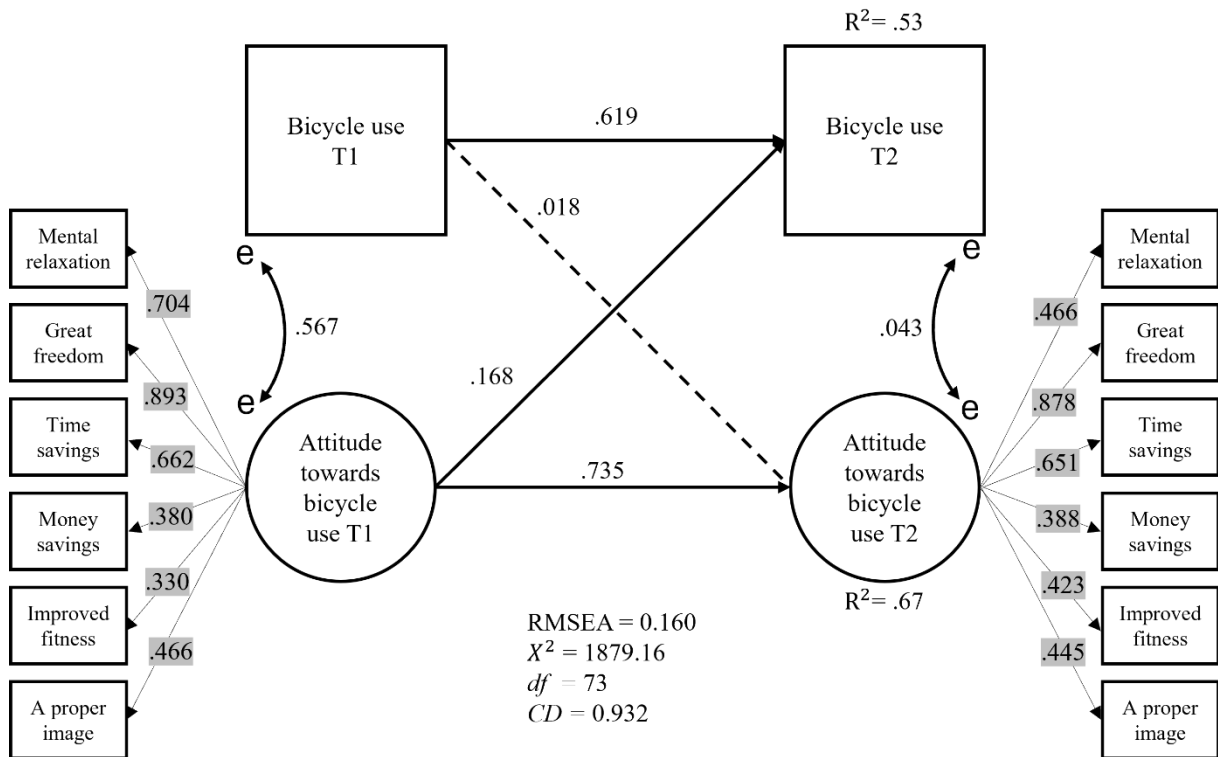 R²= .53
Bicycle use
T1
.619
Bicycle use
T2
.018
e
e
.567
.043
e
e
Mental
relaxation
Great
freedom
Time
savings
Money
savings
Improved
fitness
A proper
image
.704
.893
.662
.380
.330
.466
.168
Attitude
towards
bicycle
use T1
.735
Attitude
towards
bicycle
use T2
R²= .67
.466
.878
.651
.388
.423
.445
Mental
relaxation
Great
freedom
Time
savings
Money
savings
Improved
fitness
A proper
image
RMSEA = 0.160
X² = 1879.16
df = 73
CD = 0.932